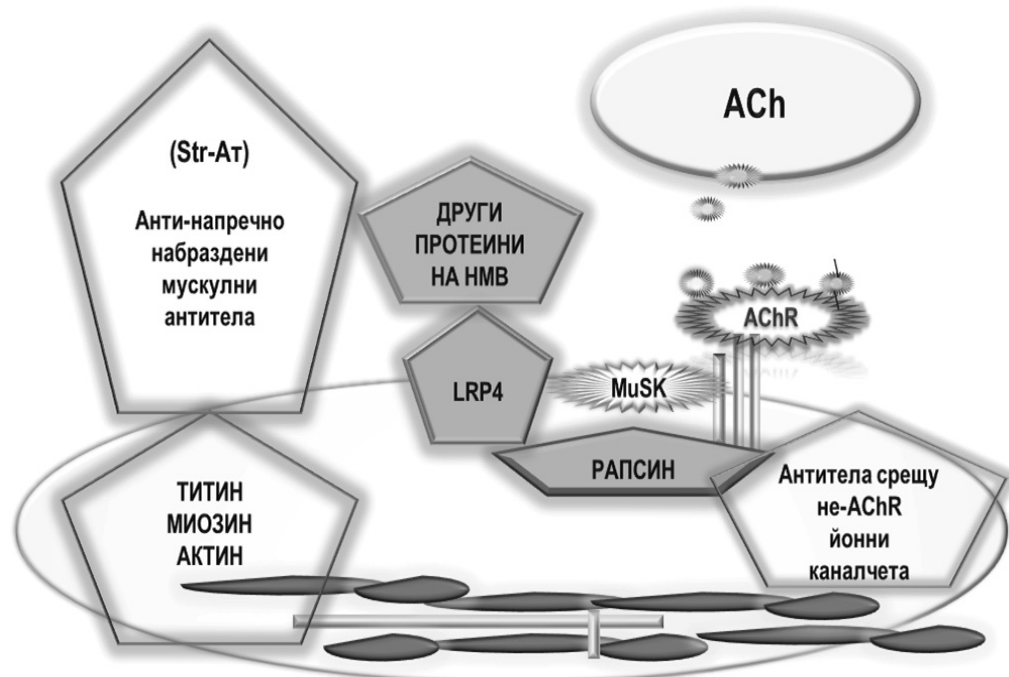 (Str-Ат)
Анти-напречно
набраздени
мускулни
антитела
ДРУГИ
ПРОТЕИНИ
НА НМВ
ACh
AChR
LRP4
MuSK
РАПСИН
ТИТИН
МИОЗИН
АКТИН
Антитела срещу
не-AChR
йонни
каналчета